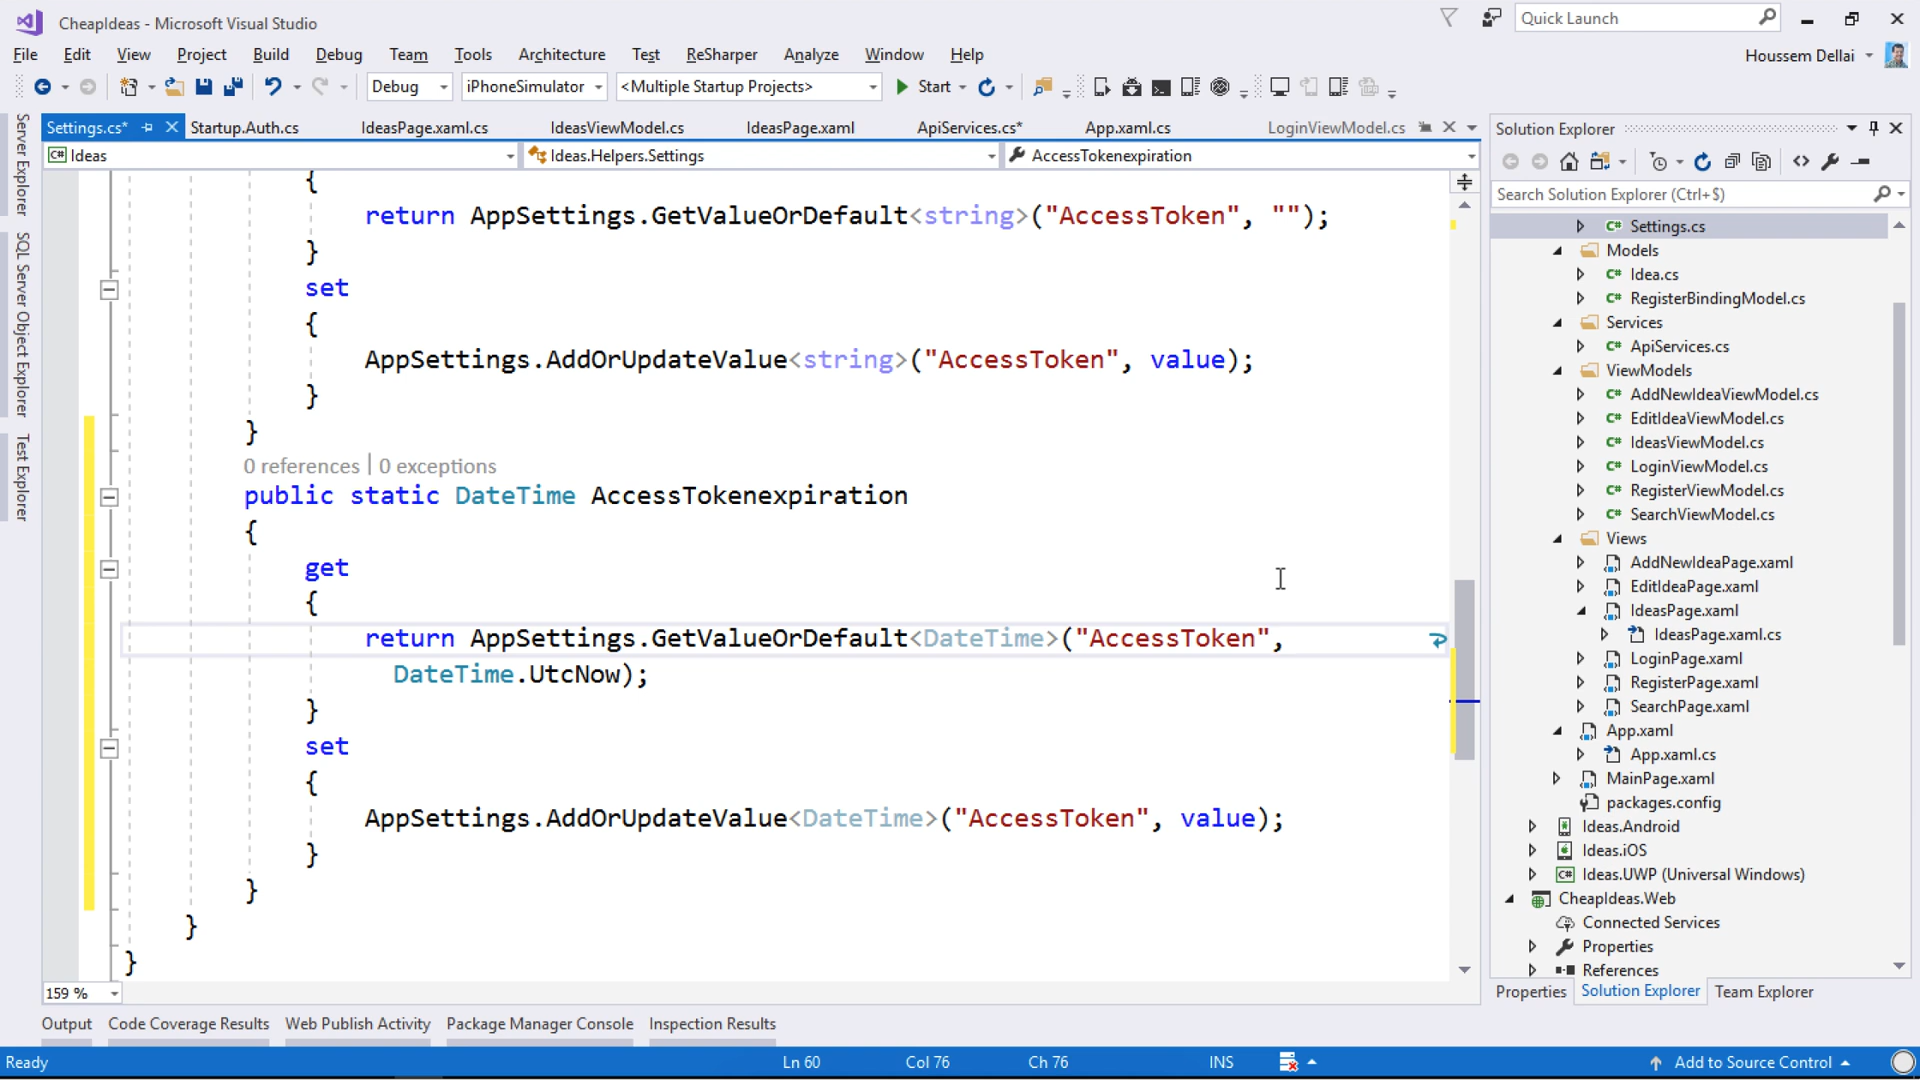 CheapIdeas - Microsoft Visual Studio
Quick Launch
File Edit View Project Build Debug Team Tools Architecture Test ReSharper Analyze Window Help
Houssem Dellai
Debug iPhoneSimulator <Multiple Startup Projects> Start
Settings.cs* Startup.Auth.cs IdeasPage.xaml.cs IdeasViewModel.cs IdeasPage.xaml ApiServices.cs* App.xaml.cs LoginViewModel.cs
C# Ideas Ideas.Helpers.Settings AccessTokenexpiration
Server Explorer
SQL Server Object Explorer
Test Explorer
{
return AppSettings.GetValueOrDefault<string>("AccessToken", "");
}
set
{
AppSettings.AddOrUpdateValue<string>("AccessToken", value);
}
}
0 references | 0 exceptions
public static DateTime AccessTokenexpiration
{
get
{
return AppSettings.GetValueOrDefault<DateTime>("AccessToken",
DateTime.UtcNow);
}
set
{
AppSettings.AddOrUpdateValue<DateTime>("AccessToken", value);
}
}
}
}
159 %
Solution Explorer
Search Solution Explorer (Ctrl+$)
C# Settings.cs
Models
C# Idea.cs
C# RegisterBindingModel.cs
Services
C# ApiServices.cs
ViewModels
C# AddNewIdeaViewModel.cs
C# EditIdeaViewModel.cs
C# IdeasViewModel.cs
C# LoginViewModel.cs
C# RegisterViewModel.cs
C# SearchViewModel.cs
Views
AddNewIdeaPage.xaml
EditIdeaPage.xaml
IdeasPage.xaml
IdeasPage.xaml.cs
LoginPage.xaml
RegisterPage.xaml
SearchPage.xaml
App.xaml
App.xaml.cs
MainPage.xaml
packages.config
Ideas.Android
Ideas.iOS
C# Ideas.UWP (Universal Windows)
CheapIdeas.Web
Connected Services
Properties
References
Properties Solution Explorer Team Explorer
Output Code Coverage Results Web Publish Activity Package Manager Console Inspection Results
Ready Ln 60 Col 76 Ch 76 INS Add to Source Control